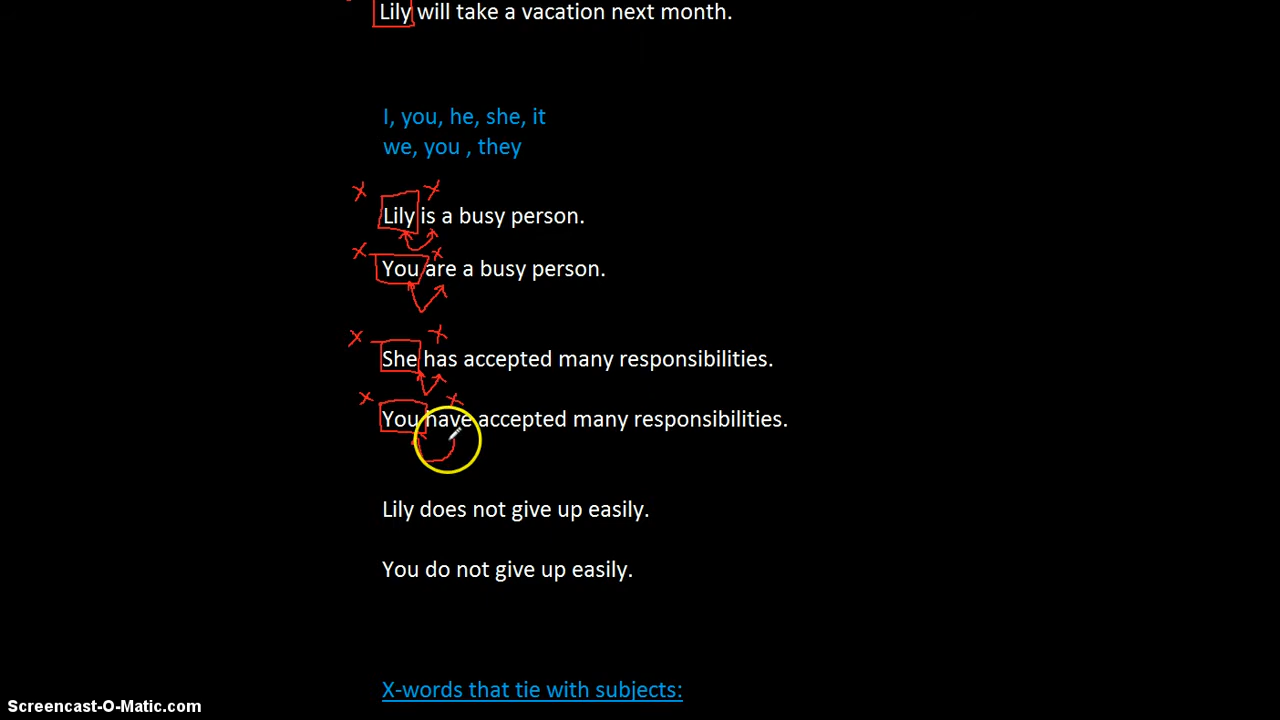 Lily will take a vacation next month.
I, you, he, she, it
we, you , they
X X
Lily is a busy person.
X X
You are a busy person.
X X
She has accepted many responsibilities.
X X
You have accepted many responsibilities.
Lily does not give up easily.
You do not give up easily.
X-words that tie with subjects:
Screencast-O-Matic.com